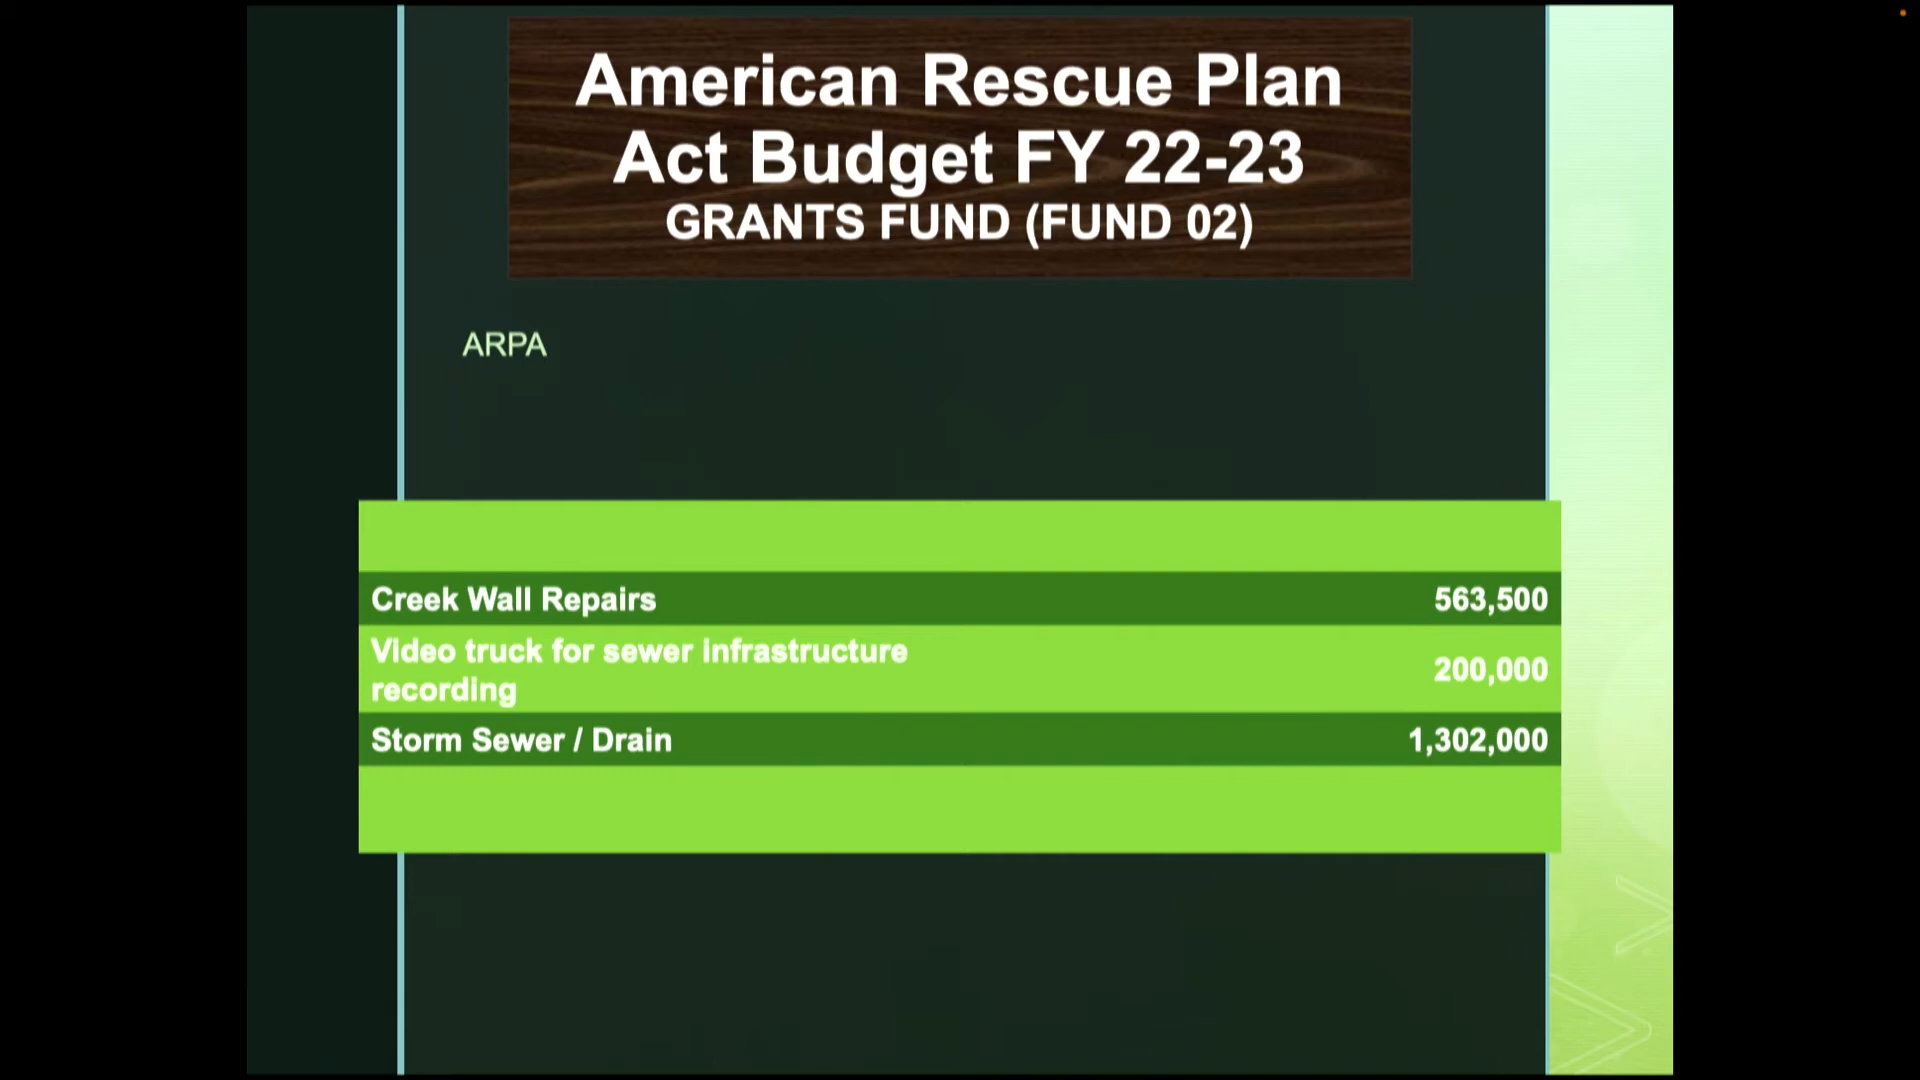 American Rescue Plan
Act Budget FY 22-23
GRANTS FUND (FUND 02)
ARPA
Creek Wall Repairs 563,500
Video truck for sewer infrastructure
recording 200,000
Storm Sewer / Drain 1,302,000